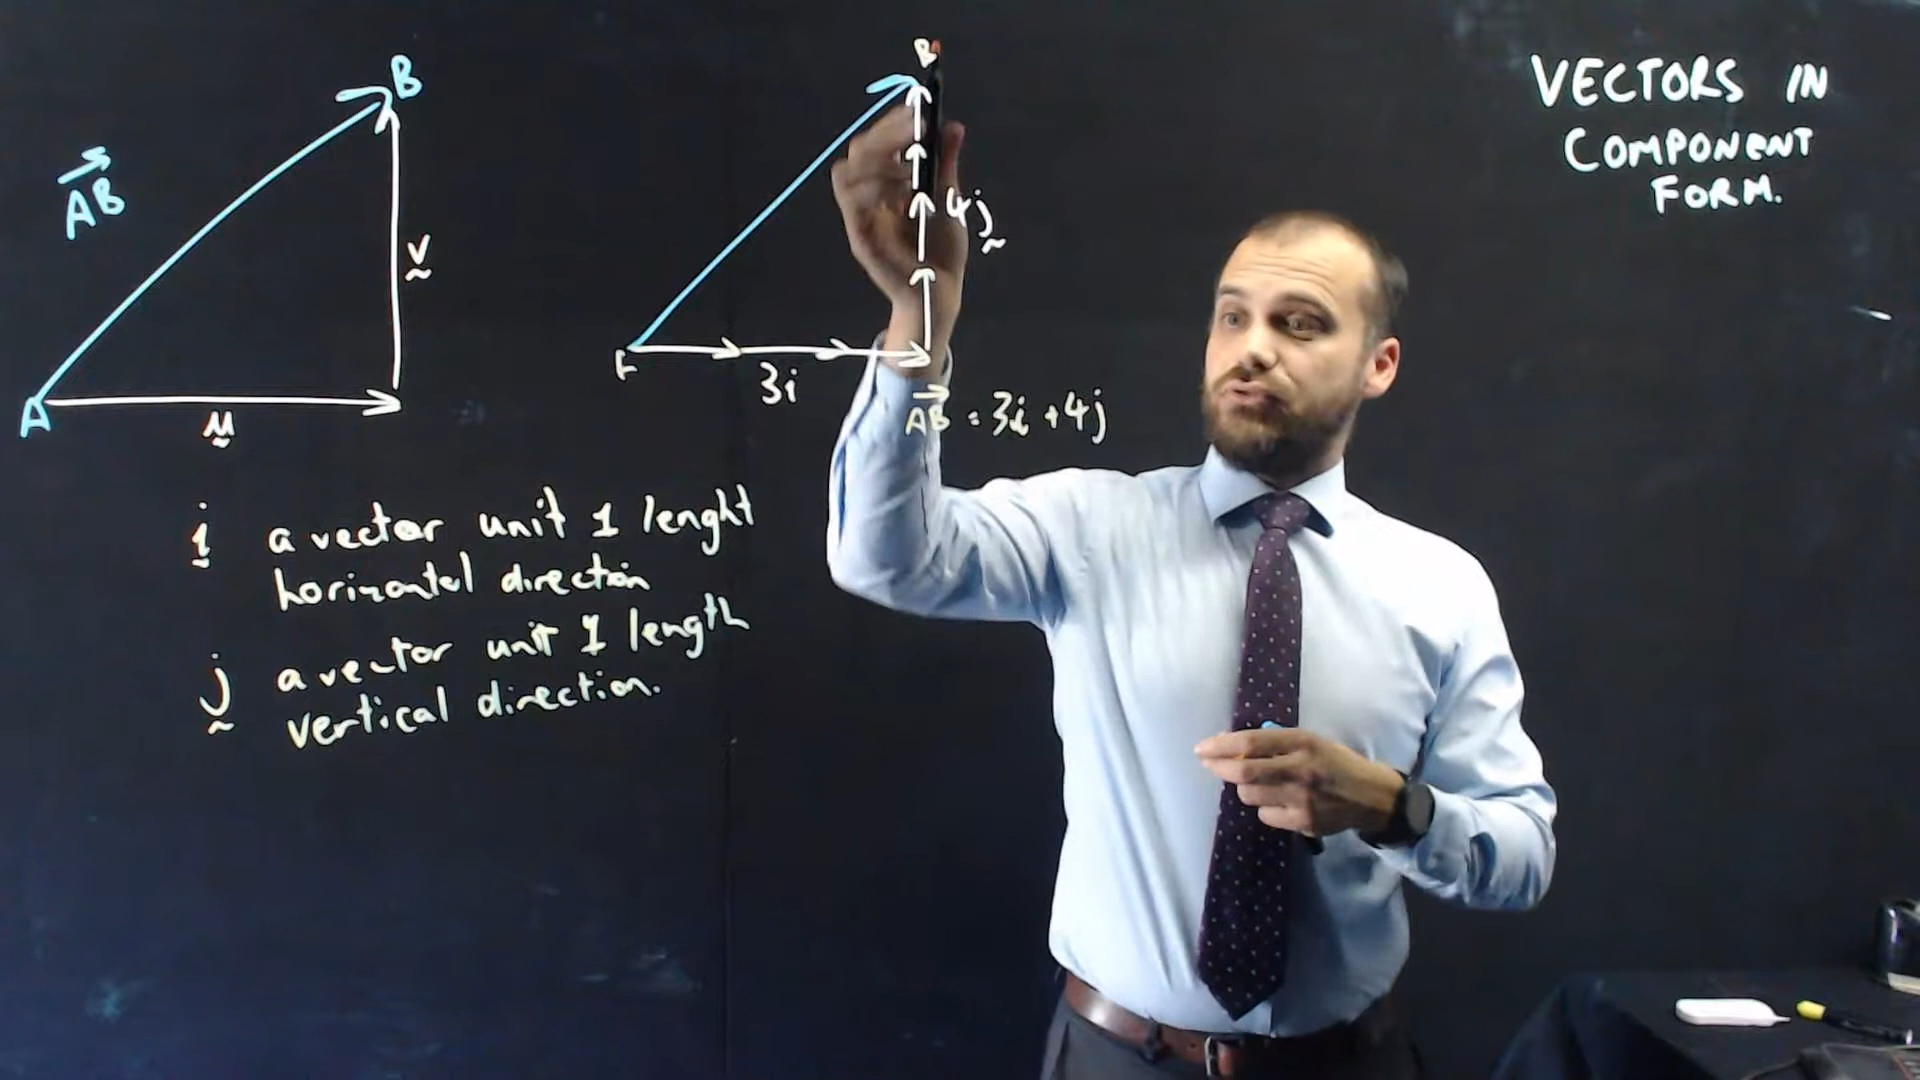 VECTORS IN
COMPONENT
FORM.
B
AB
v
A
u
B
4j
3i
AB = 3i + 4j
i a vector unit 1 lenght
horizontal direction
j a vector unit 1 length
vertical direction.